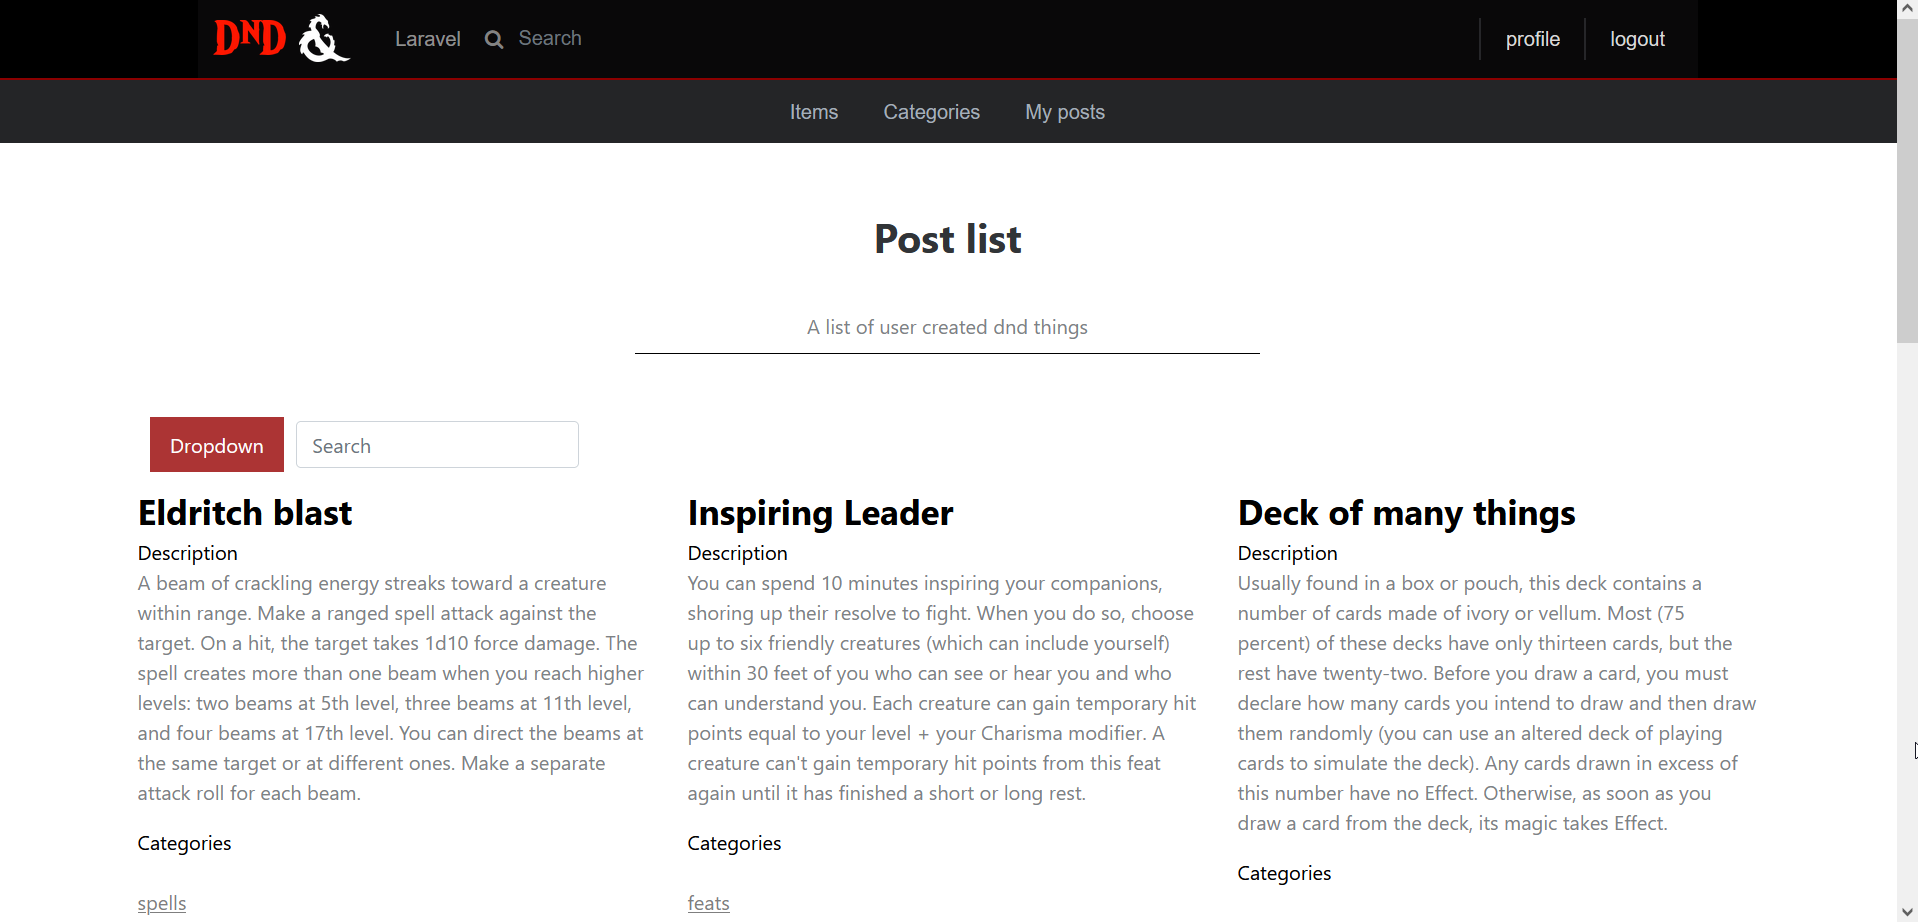 DND &
Laravel
Search
profile
logout
Items
Categories
My posts
Post list
A list of user created dnd things
Dropdown
Search
Eldritch blast
Description
A beam of crackling energy streaks toward a creature
within range. Make a ranged spell attack against the
target. On a hit, the target takes 1d10 force damage. The
spell creates more than one beam when you reach higher
levels: two beams at 5th level, three beams at 11th level,
and four beams at 17th level. You can direct the beams at
the same target or at different ones. Make a separate
attack roll for each beam.
Categories
spells
Inspiring Leader
Description
You can spend 10 minutes inspiring your companions,
shoring up their resolve to fight. When you do so, choose
up to six friendly creatures (which can include yourself)
within 30 feet of you who can see or hear you and who
can understand you. Each creature can gain temporary hit
points equal to your level + your Charisma modifier. A
creature can't gain temporary hit points from this feat
again until it has finished a short or long rest.
Categories
feats
Deck of many things
Description
Usually found in a box or pouch, this deck contains a
number of cards made of ivory or vellum. Most (75
percent) of these decks have only thirteen cards, but the
rest have twenty-two. Before you draw a card, you must
declare how many cards you intend to draw and then draw
them randomly (you can use an altered deck of playing
cards to simulate the deck). Any cards drawn in excess of
this number have no Effect. Otherwise, as soon as you
draw a card from the deck, its magic takes Effect.
Categories